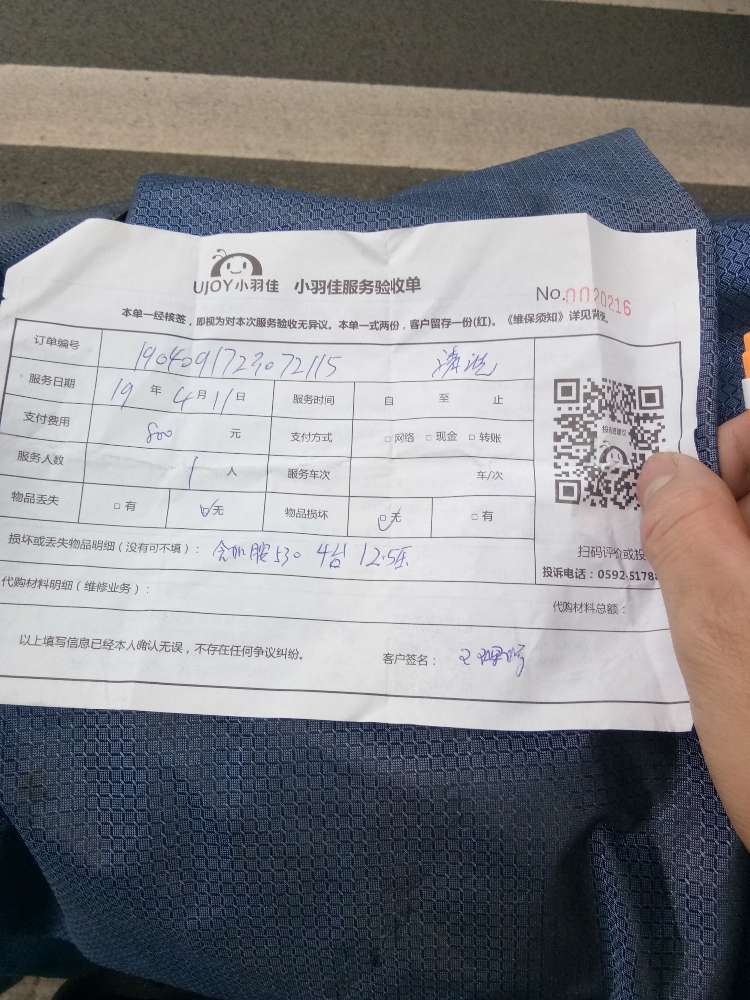 UJOY小羽佳 小羽佳服务验收单 No.0020216
本单一经核签，即视为对本次服务验收无异议。本单一式两份，客户留存一份(红)。《维保须知》详见背
订单编号 1904091723072115 清洗
服务日期 19 年 4 月 11 日 服务时间 自 至 止
支付费用 800 元 支付方式 □ 网络 □ 现金 □ 转账
服务人数 1 人 服务车次 车/次
物品丢失 □ 有 □ 无 物品损坏 □ 无 □ 有
损坏或丢失物品明细（没有可不填）： 530 4台
代购材料明细（维修业务）： 代购材料总额：
扫码评价或投
投诉电话：0592-5178
以上填写信息已经本人确认无误，不存在任何争议纠纷。 客户签名：